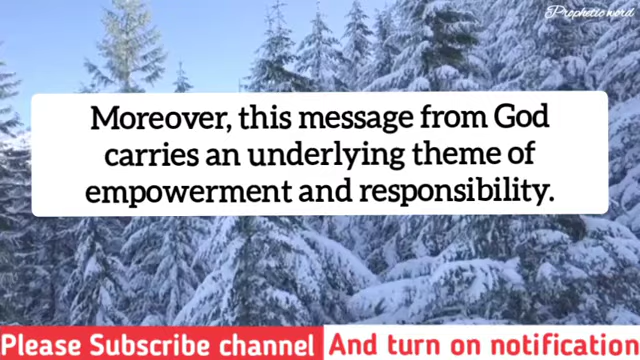 Prophetic word
Moreover, this message from God
carries an underlying theme of
empowerment and responsibility.
Please Subscribe channel And turn on notification